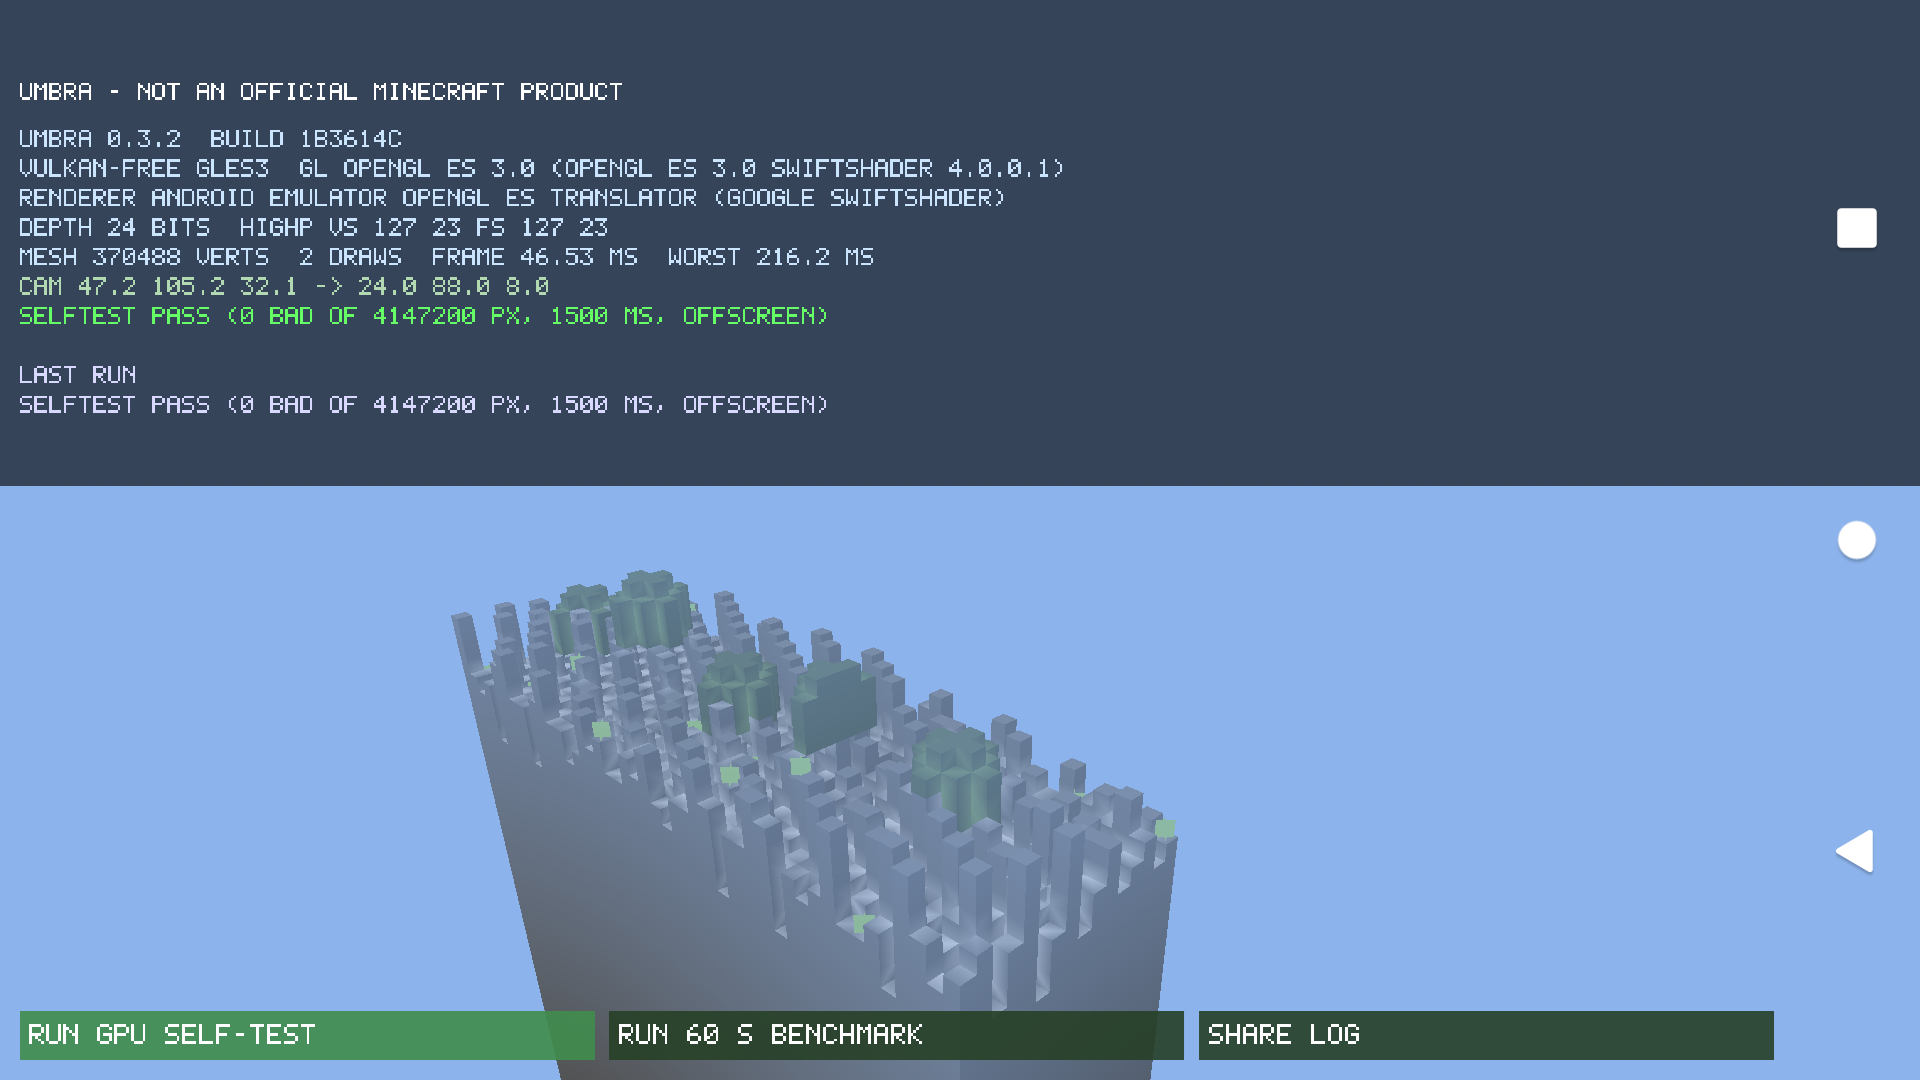 UMBRA - NOT AN OFFICIAL MINECRAFT PRODUCT
UMBRA 0.3.2 BUILD 1B3614C
VULKAN-FREE GLES3 GL OPENGL ES 3.0 (OPENGL ES 3.0 SWIFTSHADER 4.0.0.1)
RENDERER ANDROID EMULATOR OPENGL ES TRANSLATOR (GOOGLE SWIFTSHADER)
DEPTH 24 BITS HIGHP VS 127 23 FS 127 23
MESH 370488 VERTS 2 DRAWS FRAME 46.53 MS WORST 216.2 MS
CAM 47.2 105.2 32.1 -> 24.0 88.0 8.0
SELFTEST PASS (0 BAD OF 4147200 PX, 1500 MS, OFFSCREEN)
LAST RUN
SELFTEST PASS (0 BAD OF 4147200 PX, 1500 MS, OFFSCREEN)
RUN GPU SELF-TEST
RUN 60 S BENCHMARK
SHARE LOG